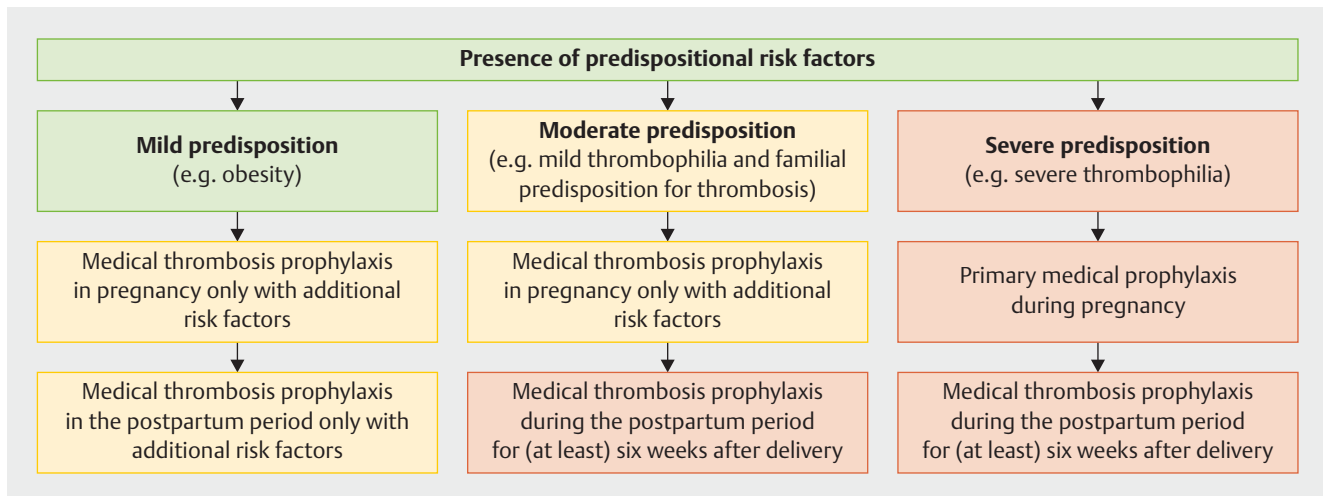 Presence of predispositional risk factors
Mild predisposition
(e.g. obesity)
Moderate predisposition
(e.g. mild thrombophilia and familial
predisposition for thrombosis)
Severe predisposition
(e.g. severe thrombophilia)
Medical thrombosis prophylaxis
in pregnancy only with additional
risk factors
Medical thrombosis prophylaxis
in pregnancy only with additional
risk factors
Primary medical prophylaxis
during pregnancy
Medical thrombosis prophylaxis
in the postpartum period only with
additional risk factors
Medical thrombosis prophylaxis
during the postpartum period
for (at least) six weeks after delivery
Medical thrombosis prophylaxis
during the postpartum period
for (at least) six weeks after delivery